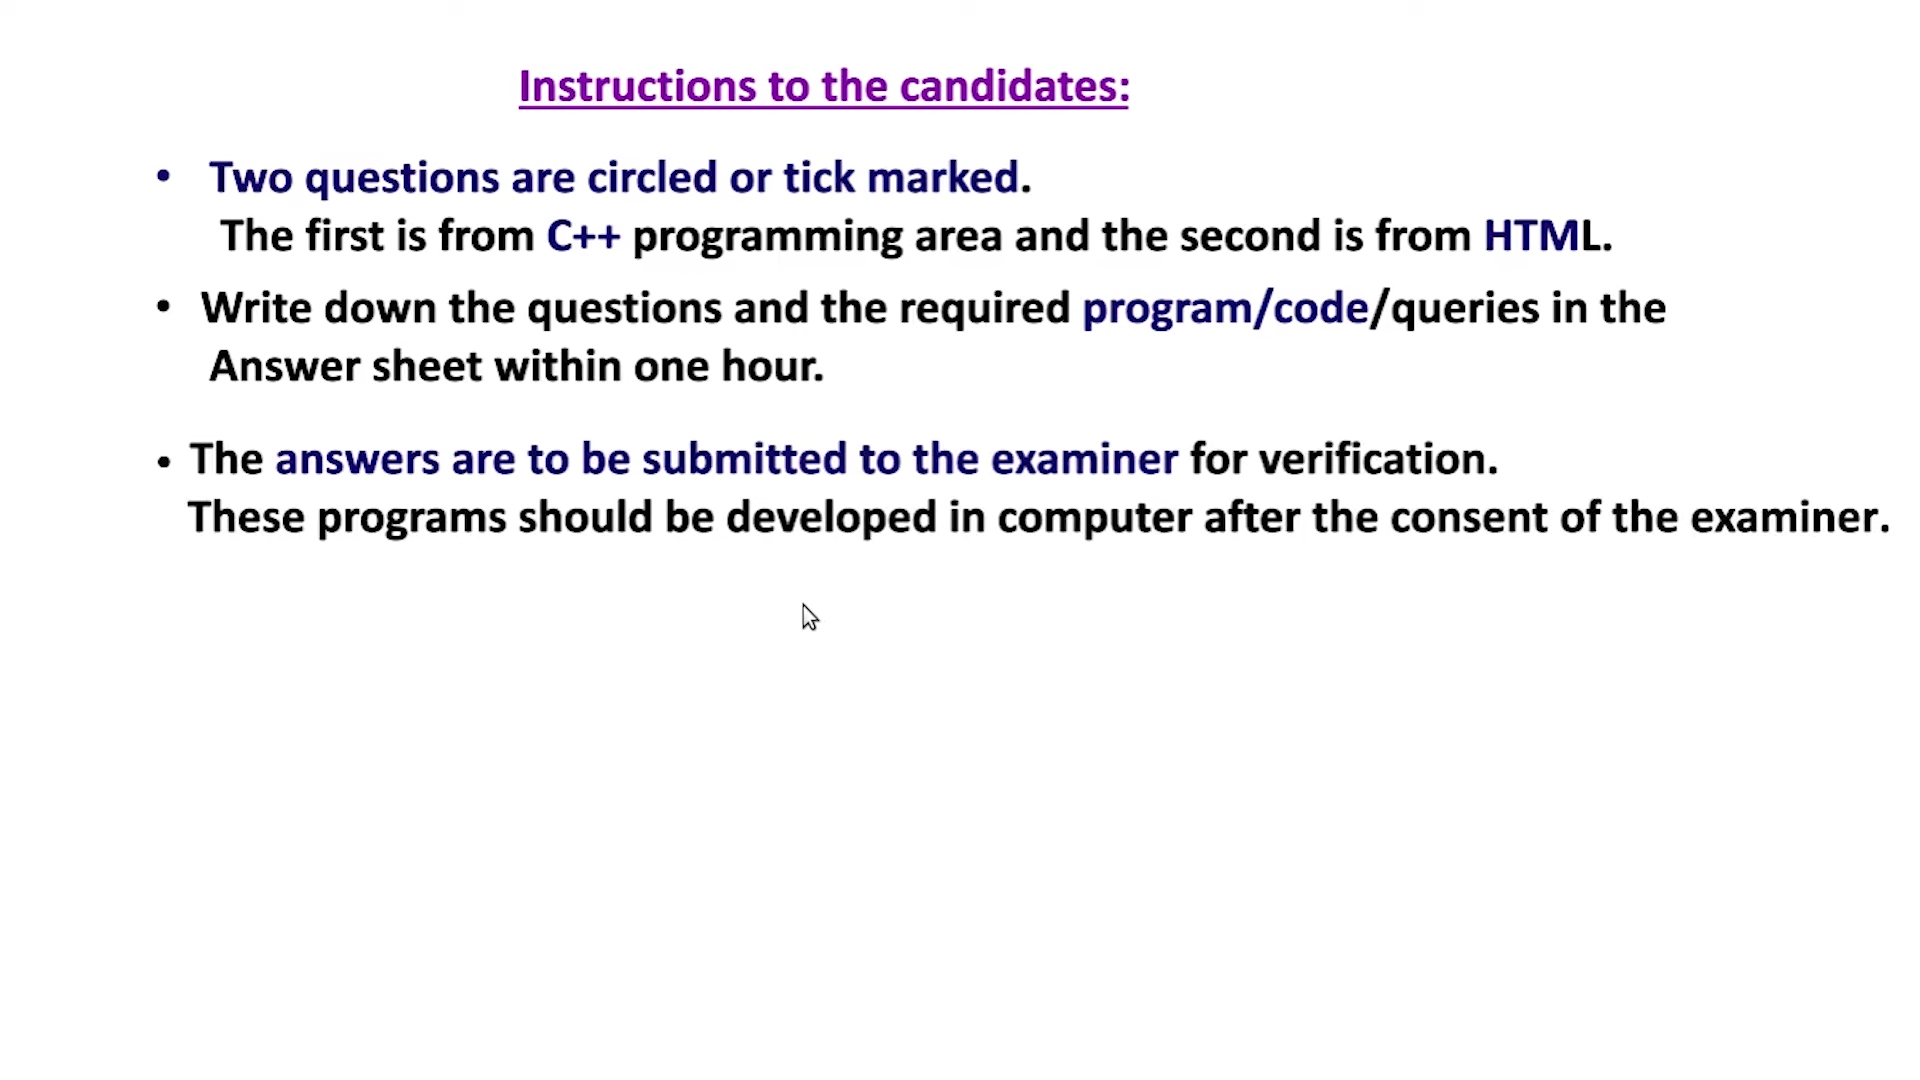 Instructions to the candidates:
• Two questions are circled or tick marked.
The first is from C++ programming area and the second is from HTML.
• Write down the questions and the required program/code/queries in the
Answer sheet within one hour.
• The answers are to be submitted to the examiner for verification.
These programs should be developed in computer after the consent of the examiner.